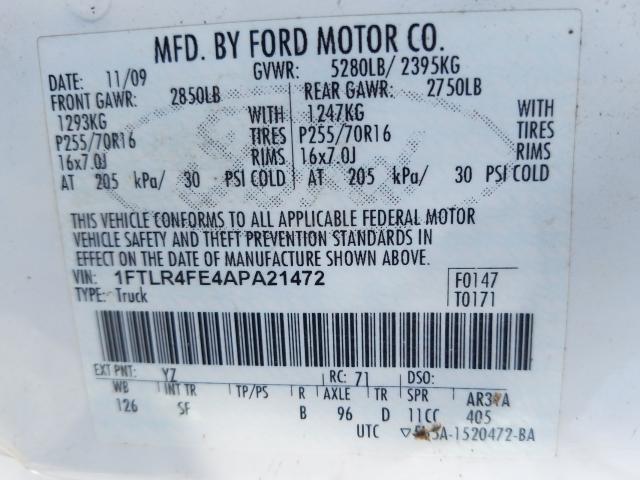 MFD. BY FORD MOTOR CO.
DATE: 11/09 GVWR: 5280LB/ 2395KG
FRONT GAWR: 2850LB REAR GAWR: 2750LB
1293KG WITH 1247KG WITH
P255/70R16 TIRES P255/70R16 TIRES
16x7.0J RIMS 16x7.0J RIMS
AT 205 kPa/ 30 PSI COLD AT 205 kPa/ 30 PSI COLD
THIS VEHICLE CONFORMS TO ALL APPLICABLE FEDERAL MOTOR
VEHICLE SAFETY AND THEFT PREVENTION STANDARDS IN
EFFECT ON THE DATE OF MANUFACTURE SHOWN ABOVE.
VIN: 1FTLR4FE4APA21472 F0147
TYPE: Truck T0171
EXT PNT: YZ RC: 71 DSO:
WB INT TR TP/PS R AXLE TR SPR
126 SF B 96 D 11CC 405
UTC